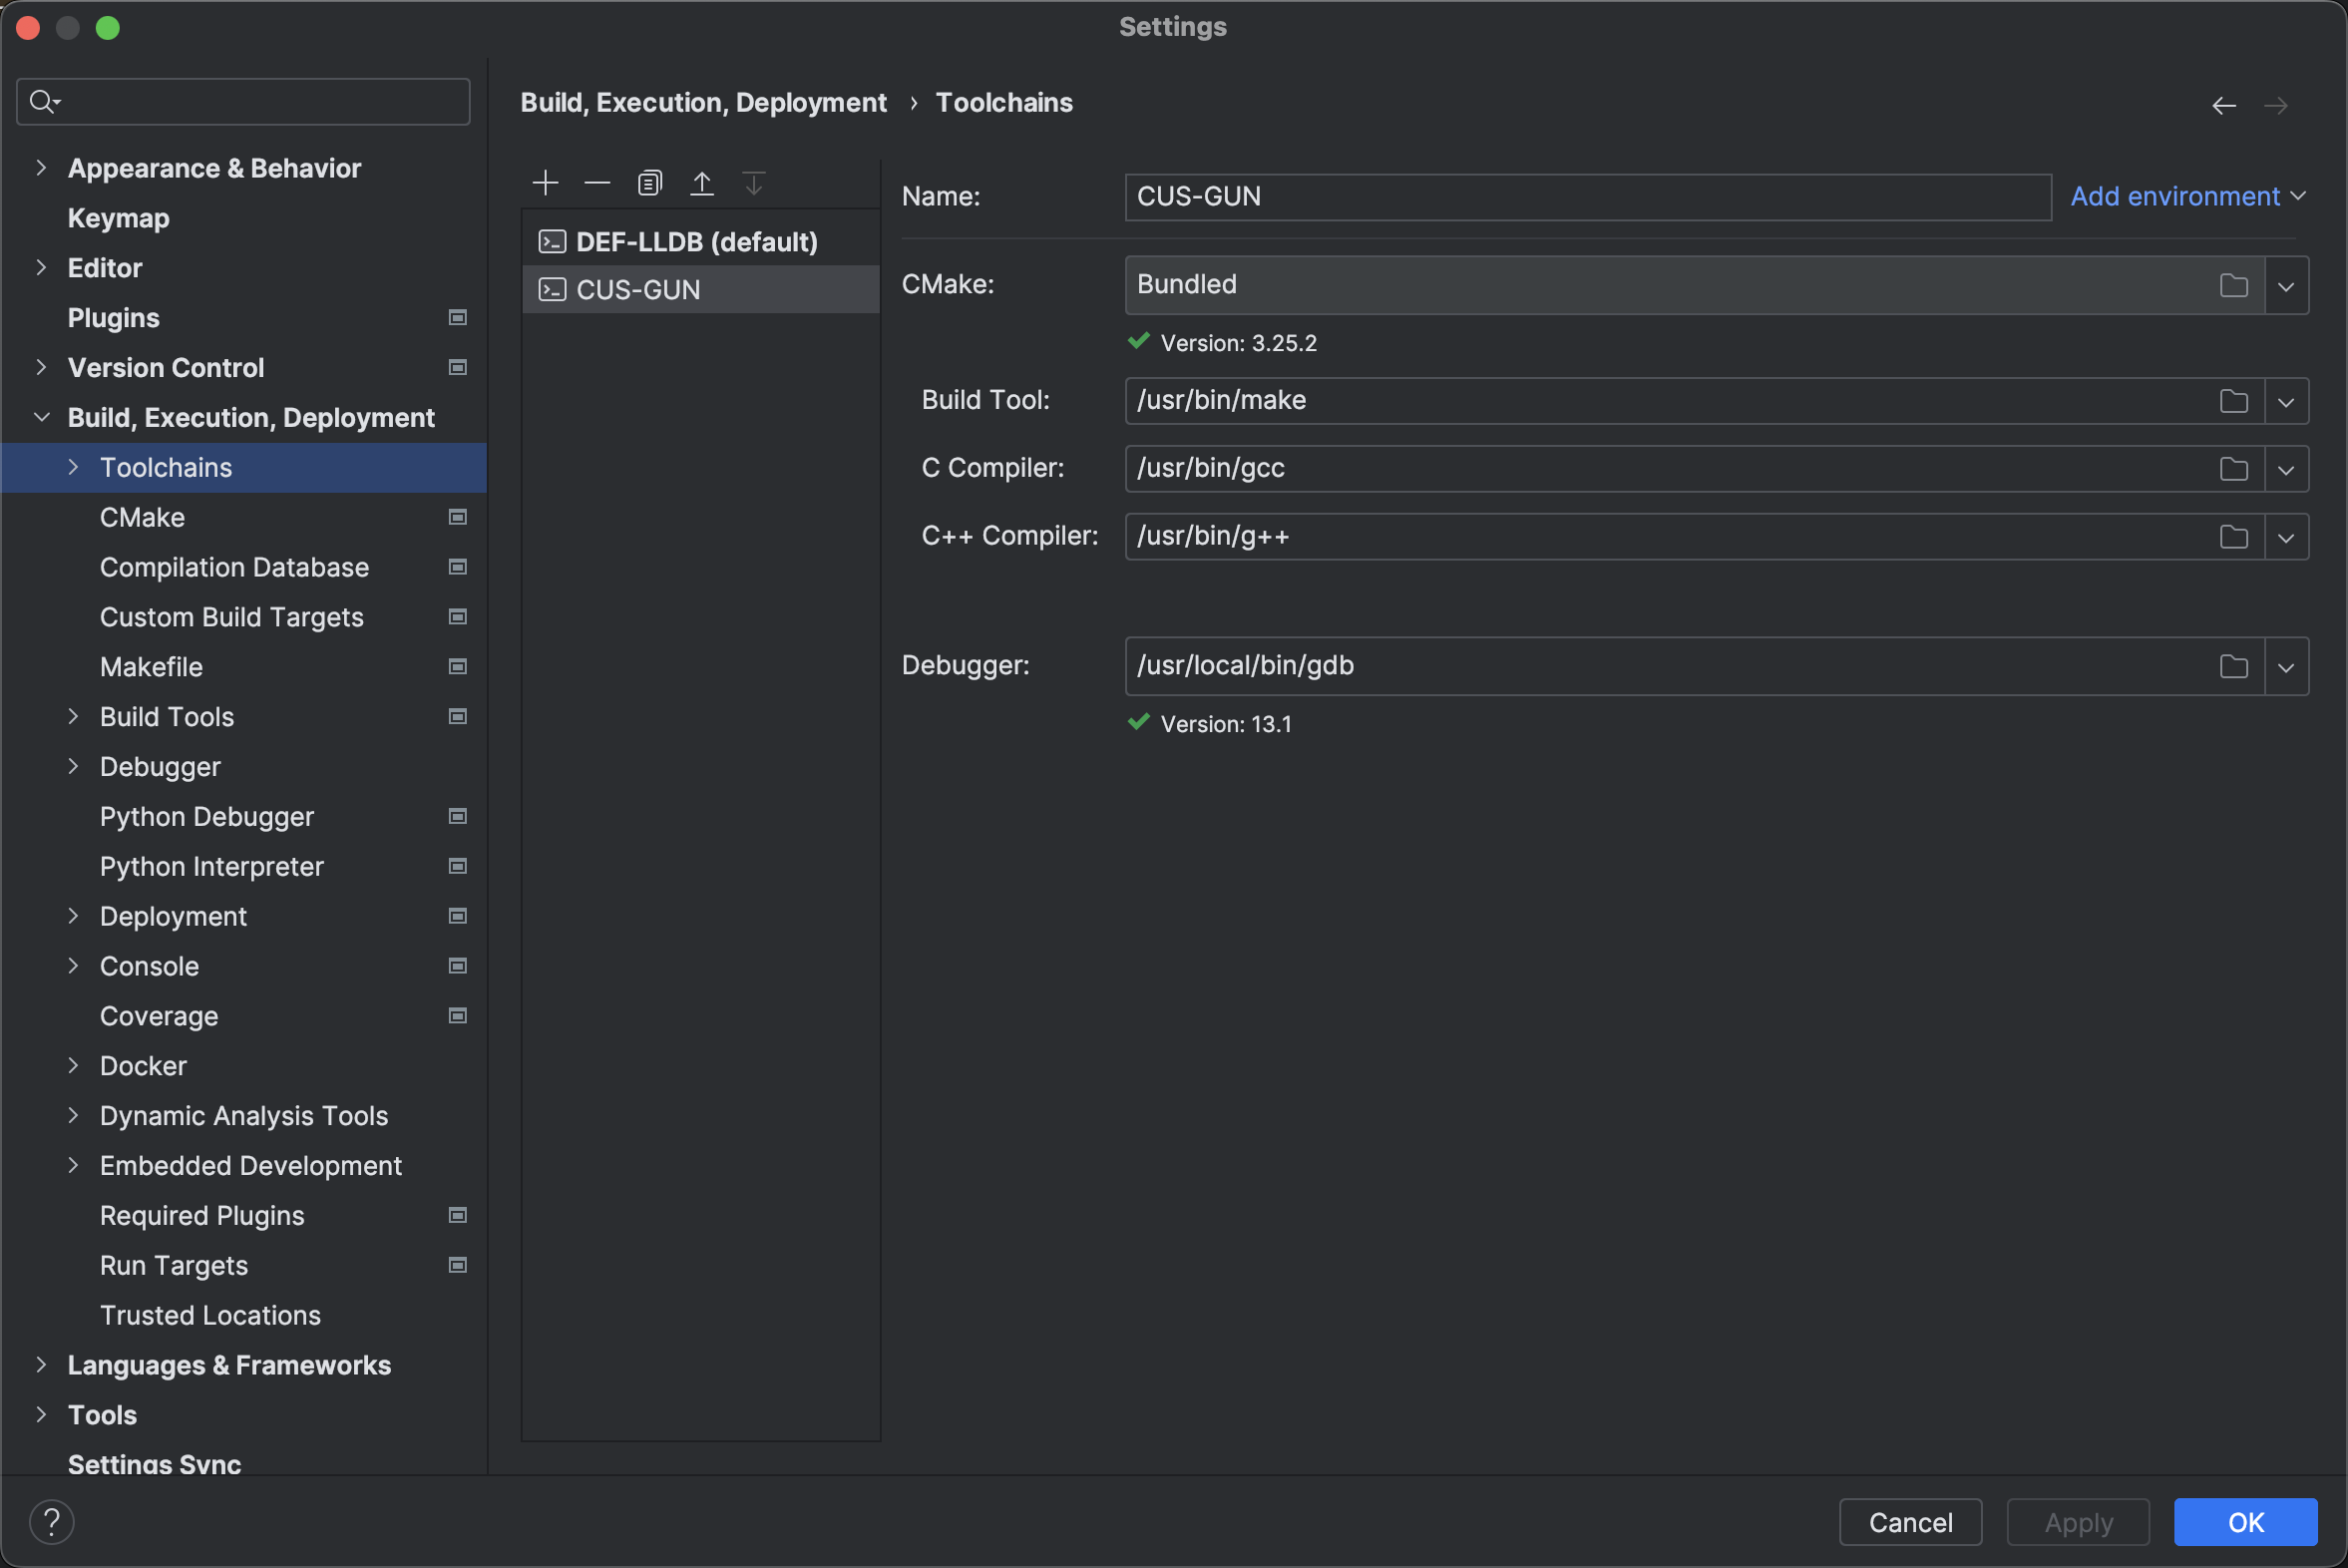 Settings
Appearance & Behavior
Keymap
Editor
Plugins
Version Control
Build, Execution, Deployment
Toolchains
CMake
Compilation Database
Custom Build Targets
Makefile
Build Tools
Debugger
Python Debugger
Python Interpreter
Deployment
Console
Coverage
Docker
Dynamic Analysis Tools
Embedded Development
Required Plugins
Run Targets
Trusted Locations
Languages & Frameworks
Tools
Settings Sync
Build, Execution, Deployment › Toolchains
DEF-LLDB (default)
CUS-GUN
Name: CUS-GUN Add environment
CMake: Bundled
Version: 3.25.2
Build Tool: /usr/bin/make
C Compiler: /usr/bin/gcc
C++ Compiler: /usr/bin/g++
Debugger: /usr/local/bin/gdb
Version: 13.1
? Cancel Apply OK